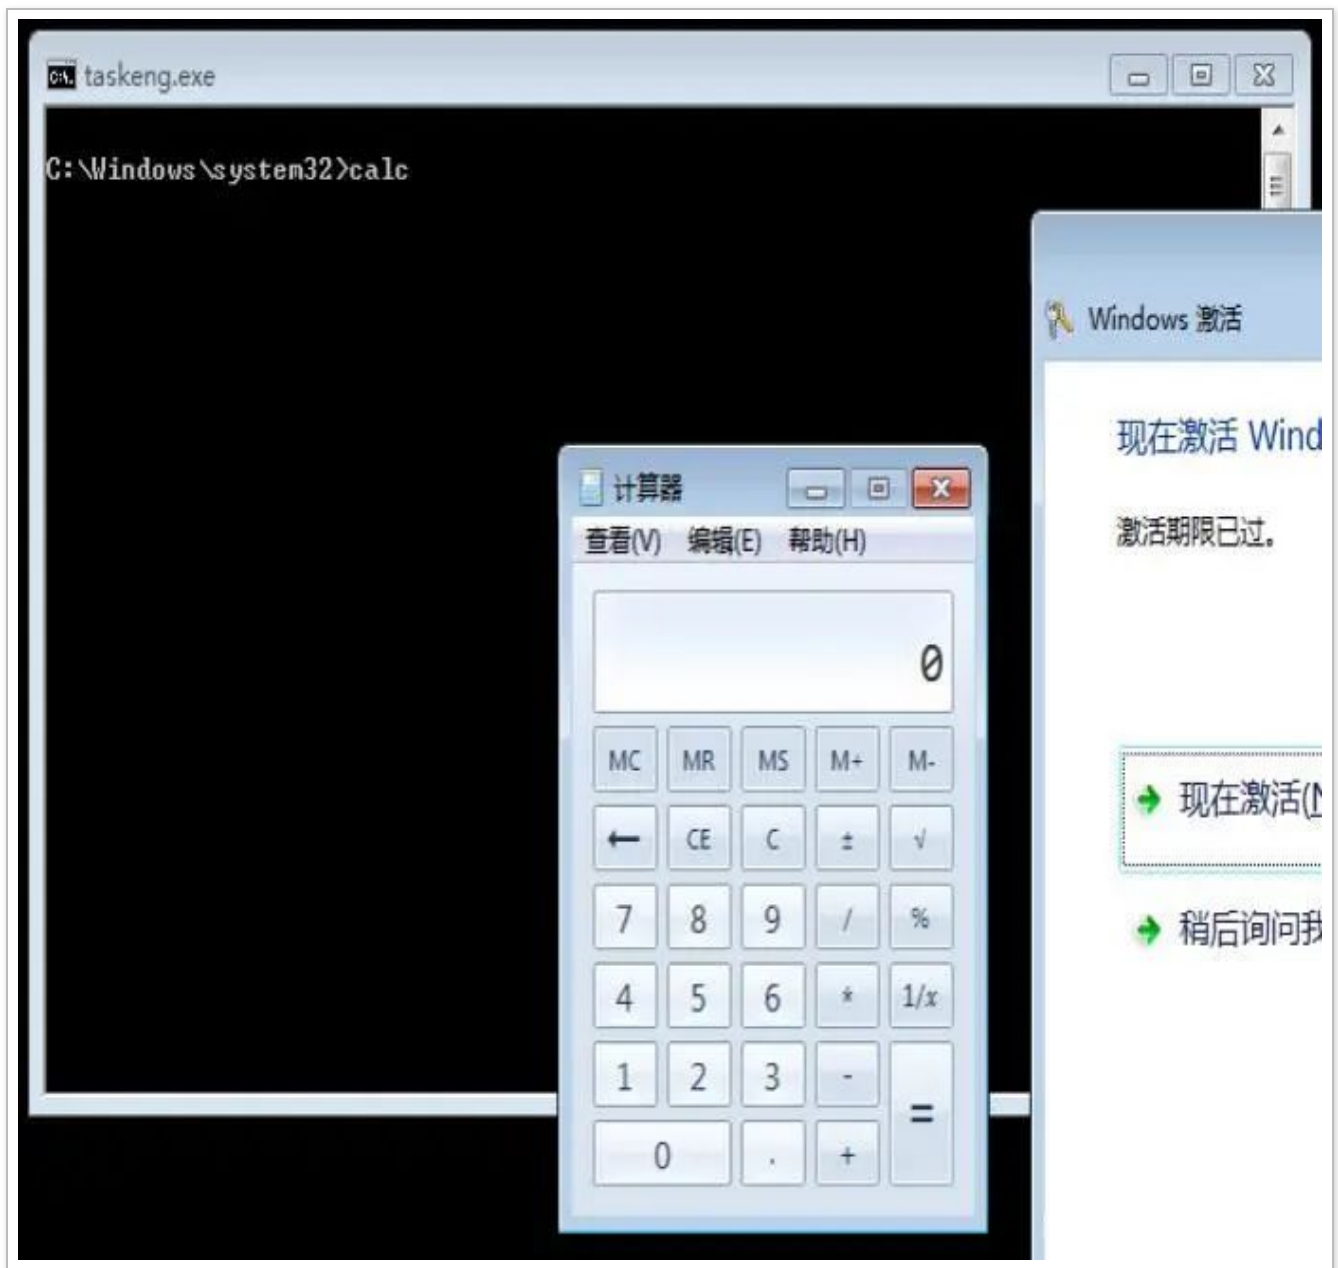 taskeng.exe
C:\Windows\system32>calc
Windows 激活
现在激活 Wind
激活期限已过。
现在激活(N
稍后询问我
计算器
查看(V) 编辑(E) 帮助(H)
0
MC MR MS M+ M-
← CE C ± √
7 8 9 / %
4 5 6 * 1/x
1 2 3 - =
0 . +